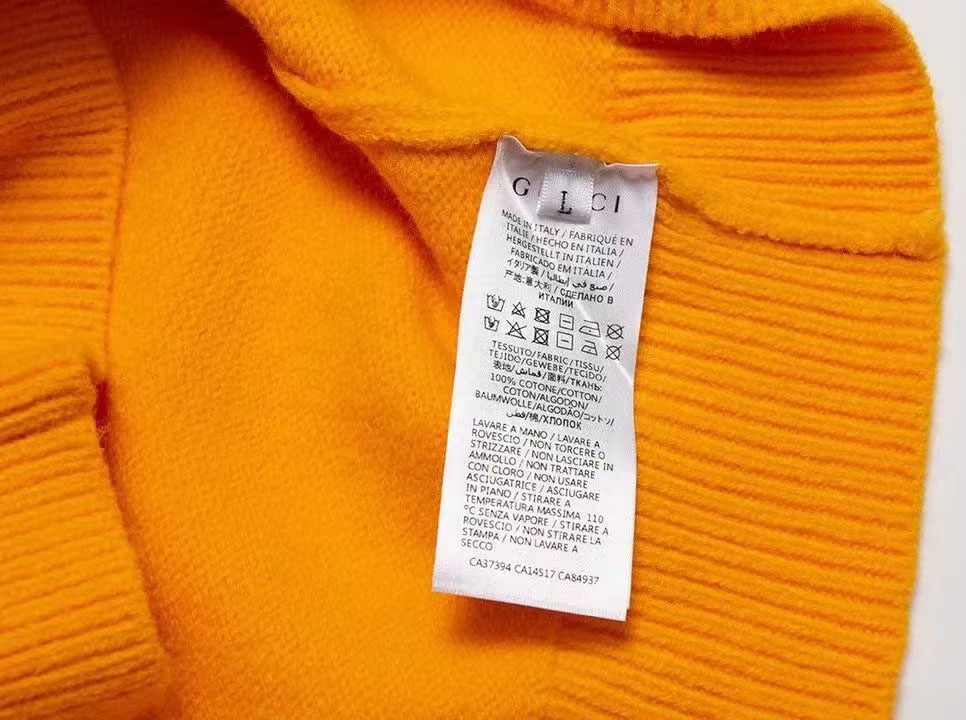 G CCI
L
MADE IN ITALY / FABRIQUÉ EN
ITALIE / HECHO EN ITALIA /
HERGESTELLT IN ITALIEN /
FABRICADO EM ITALIA /
イタリア製 / صنع في إيطاليا /
产地:意大利 / СДЕЛАНО В
ИТАЛИИ
TESSUTO/FABRIC/TISSU/
TEJIDO/GEWEBE/TECIDO/
表地/قماش/面料/ТКАНЬ:
100% COTONE/COTTON/
COTON/ALGODON/
BAUMWOLLE/ALGODÃO/コットン/
قطن/棉/ХЛОПОК
LAVARE A MANO / LAVARE A
ROVESCIO / NON TORCERE O
STRIZZARE / NON LASCIARE IN
AMMOLLO / NON TRATTARE
CON CLORO / NON USARE
ASCIUGATRICE / ASCIUGARE
IN PIANO / STIRARE A
TEMPERATURA MASSIMA 110
°C SENZA VAPORE / STIRARE A
ROVESCIO / NON STIRARE LA
STAMPA / NON LAVARE A
SECCO
CA37394 CA14517 CA84937